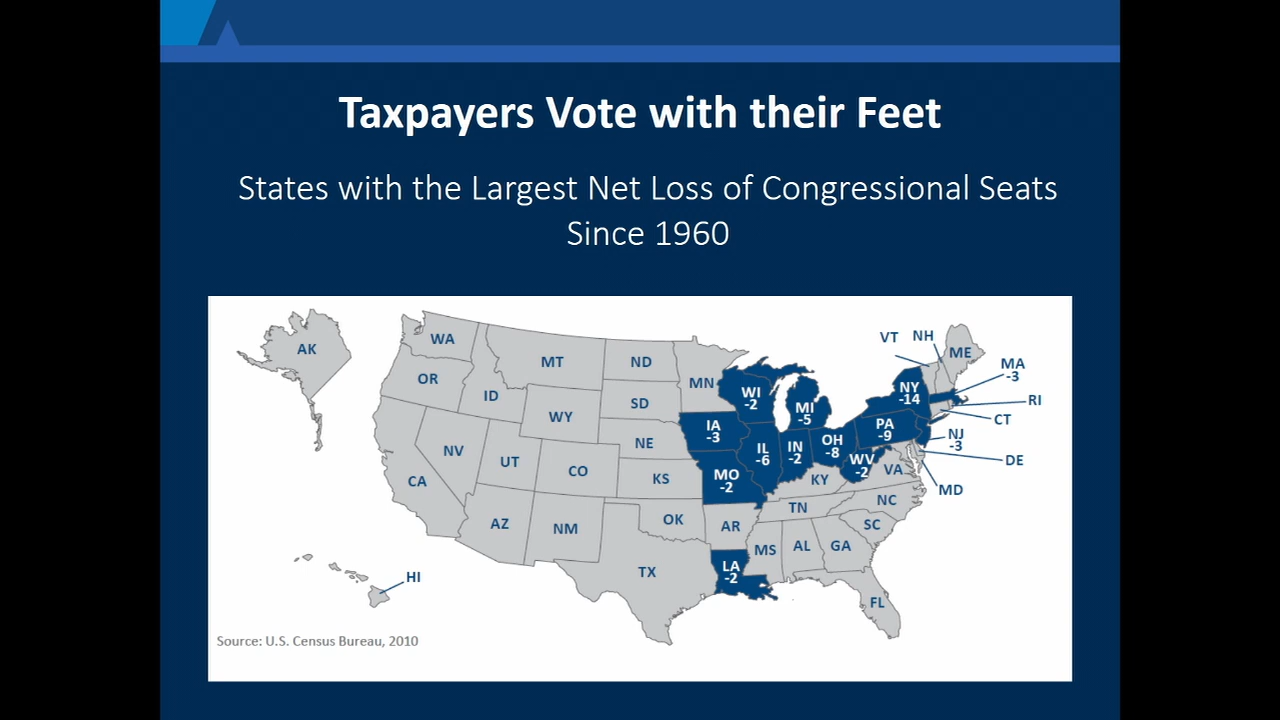 Taxpayers Vote with their Feet
States with the Largest Net Loss of Congressional Seats
Since 1960
AK
WA
OR
ID
MT
WY
NV
UT
CA
AZ
CO
NM
ND
SD
NE
KS
OK
TX
MN
WI
-2
IA
-3
MO
-2
AR
LA
-2
MI
-5
IL
-6
IN
-2
OH
-8
KY
TN
MS
AL
GA
FL
SC
NC
VA
WV
-2
PA
-9
NY
-14
VT
NH
ME
MA
-3
RI
CT
NJ
-3
DE
MD
HI
Source: U.S. Census Bureau, 2010